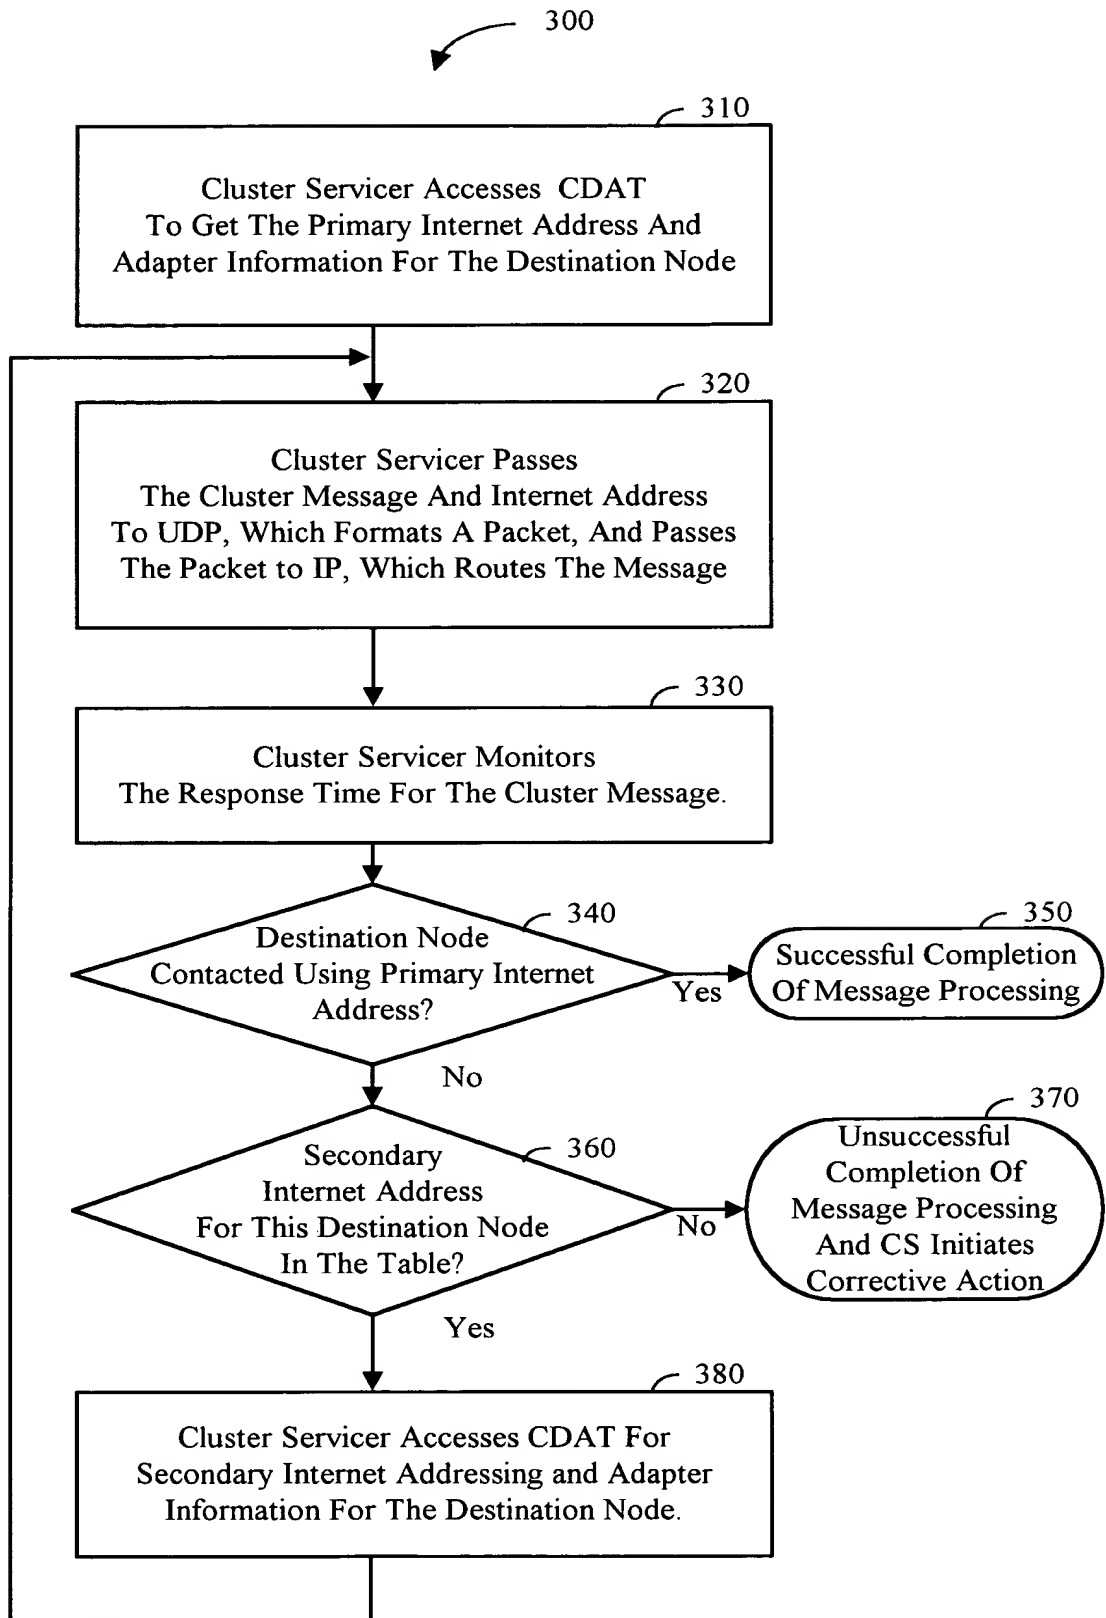 300
310
Cluster Servicer Accesses CDAT
To Get The Primary Internet Address And
Adapter Information For The Destination Node
320
Cluster Servicer Passes
The Cluster Message And Internet Address
To UDP, Which Formats A Packet, And Passes
The Packet to IP, Which Routes The Message
330
Cluster Servicer Monitors
The Response Time For The Cluster Message.
340
Destination Node
Contacted Using Primary Internet
Address?
Yes
350
Successful Completion
Of Message Processing
No
360
Secondary
Internet Address
For This Destination Node
In The Table?
No
370
Unsuccessful
Completion Of
Message Processing
And CS Initiates
Corrective Action
Yes
380
Cluster Servicer Accesses CDAT For
Secondary Internet Addressing and Adapter
Information For The Destination Node.